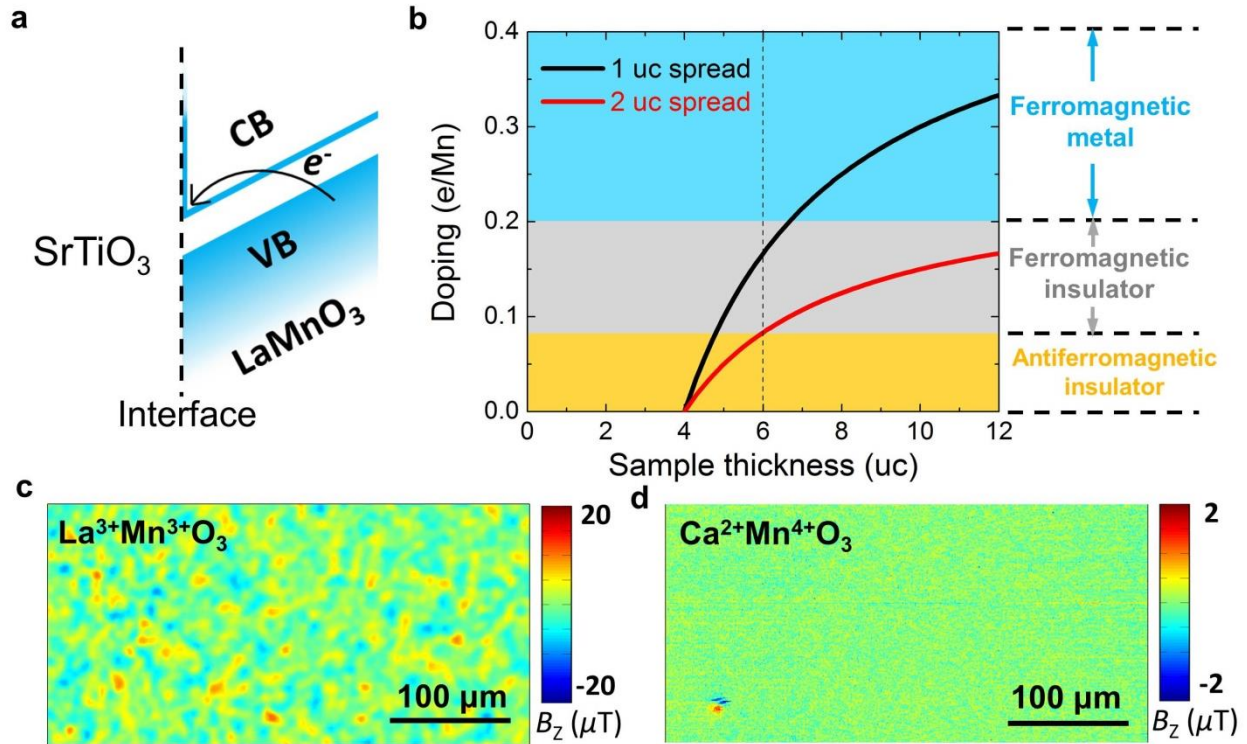 a
CB
e⁻
VB
SrTiO₃
LaMnO₃
Interface
b
0.4
0.3
0.2
0.1
0.0
Doping (e/Mn)
1 uc spread
2 uc spread
0 2 4 6 8 10 12
Sample thickness (uc)
Ferromagnetic
metal
Ferromagnetic
insulator
Antiferromagnetic
insulator
c
La³⁺Mn³⁺O₃
100 µm
20
-20
B_Z (µT)
d
Ca²⁺Mn⁴⁺O₃
100 µm
2
-2
B_Z (µT)